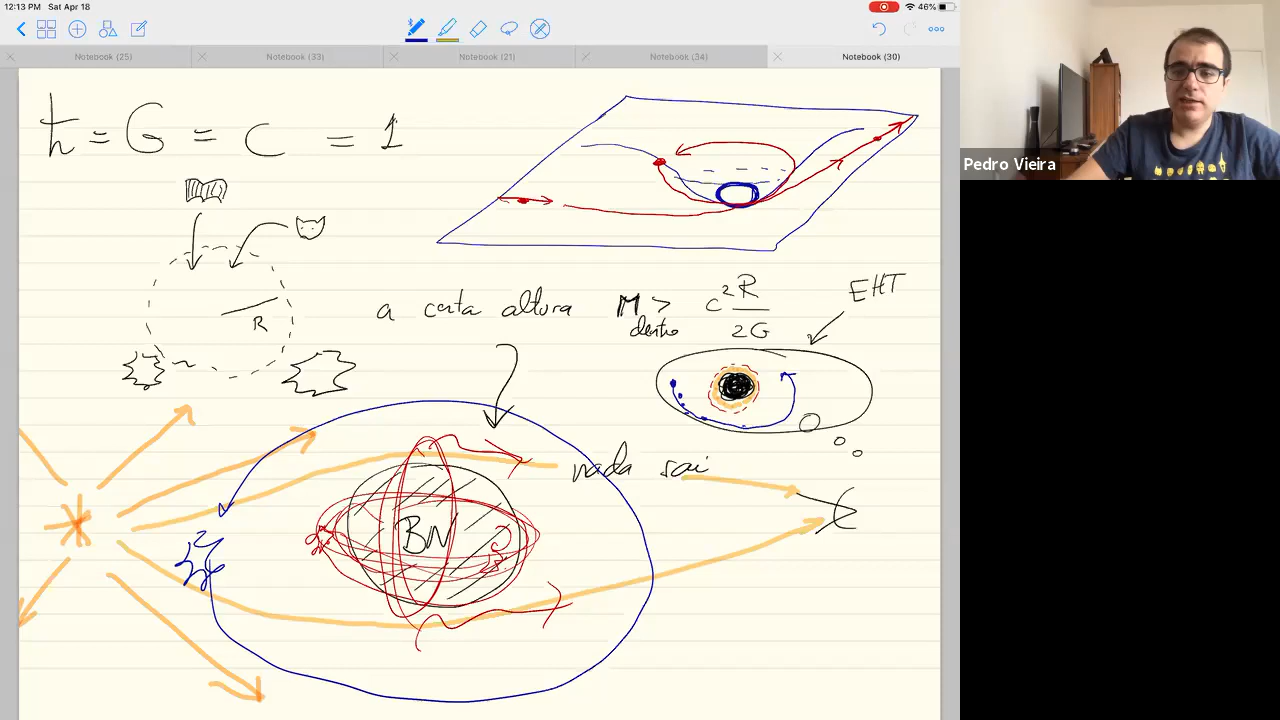 12:13 PM Sat Apr 18
46%
Notebook (25)
Notebook (33)
Notebook (21)
Notebook (34)
Notebook (30)
Pedro Vieira
ħ = G = c = 1
R
a certa altura M dentro > c² R / 2G
EHT
nada sai
BN